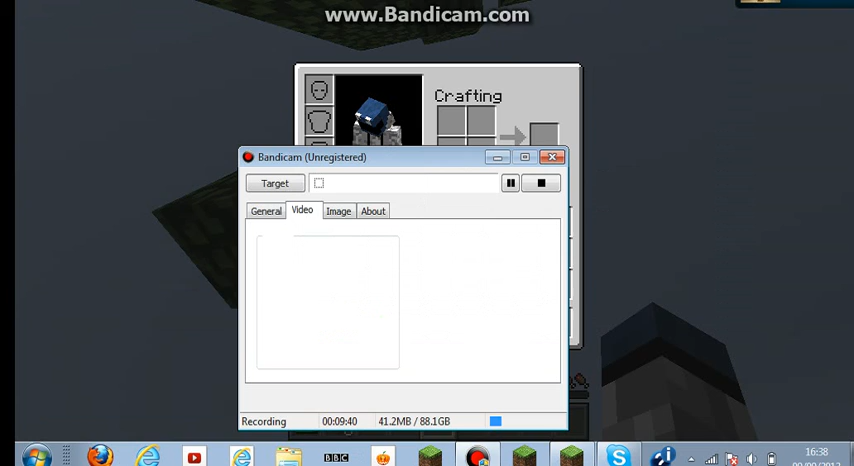 www.Bandicam.com
Crafting
Bandicam (Unregistered)
Target
General Video Image About
Recording 00:09:40 41.2MB / 88.1GB
BBC
16:38